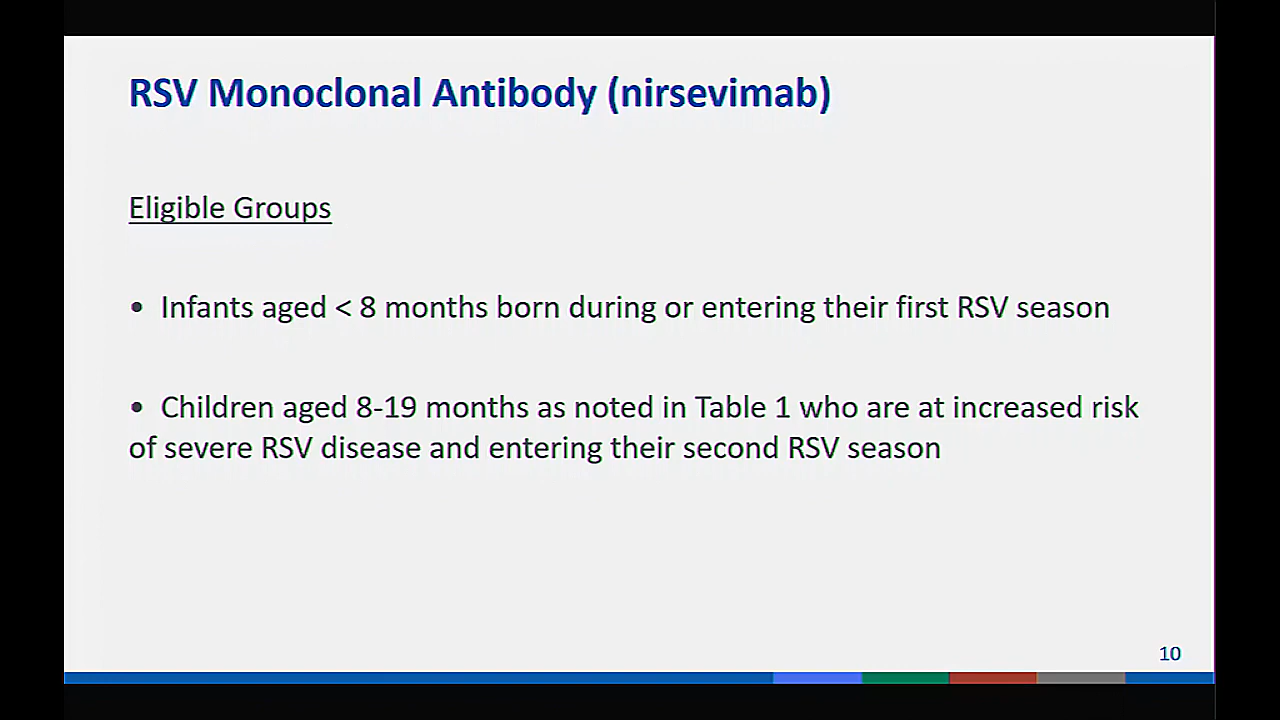 RSV Monoclonal Antibody (nirsevimab)
Eligible Groups
• Infants aged < 8 months born during or entering their first RSV season
• Children aged 8-19 months as noted in Table 1 who are at increased risk
of severe RSV disease and entering their second RSV season
10